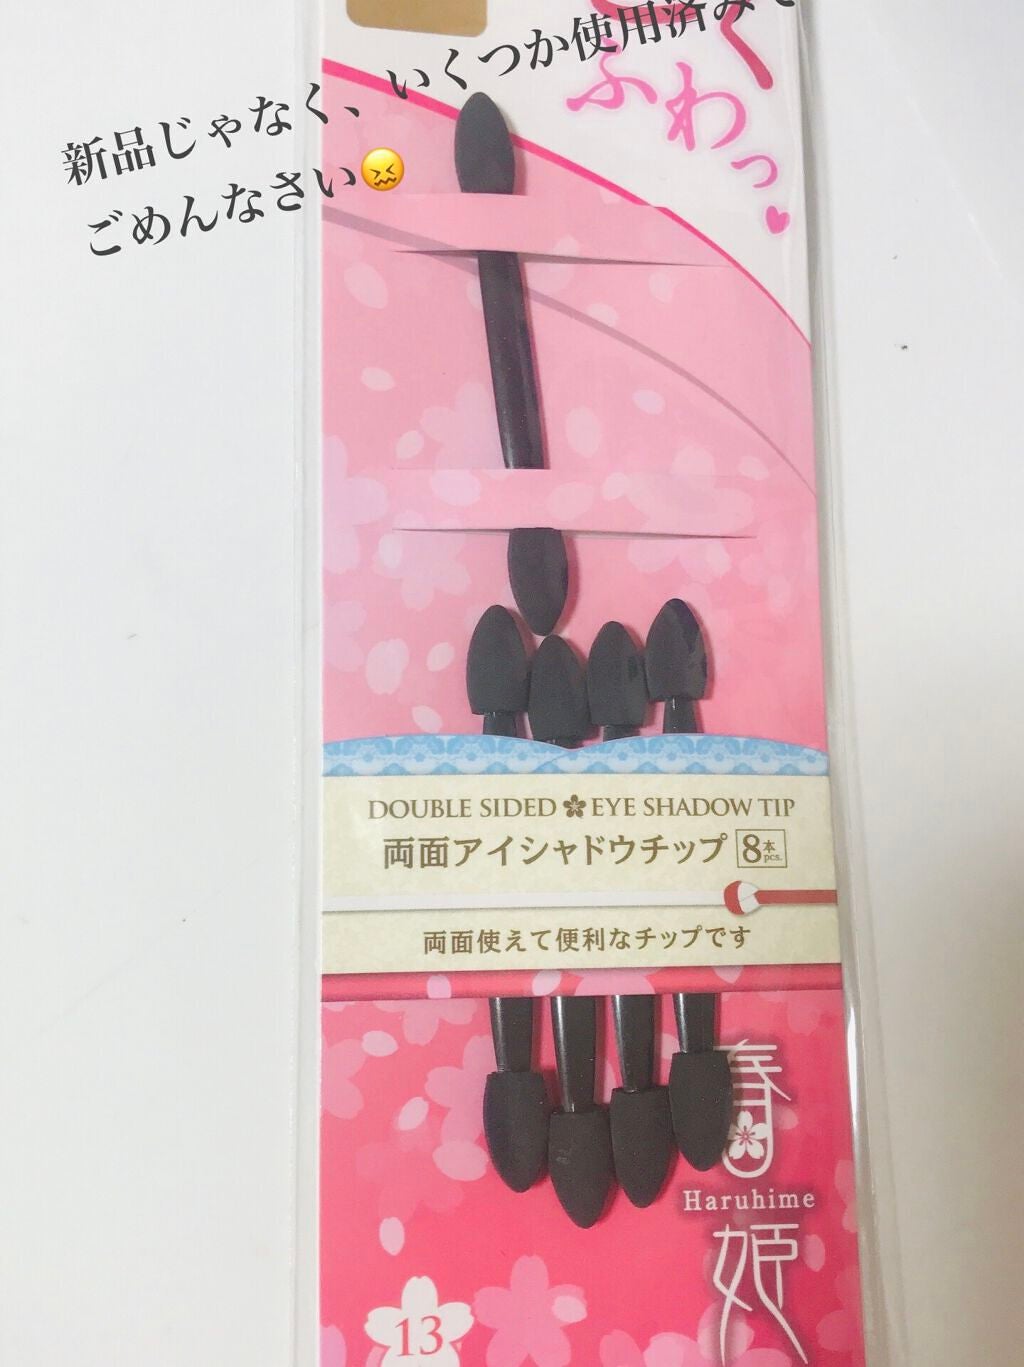 新品じゃなく、いくつか使用済みで
ごめんなさい😖
ふわっ♥
DOUBLE SIDED EYE SHADOW TIP
両面アイシャドウチップ 8本 pcs.
両面使えて便利なチップです
春
Haruhime
姫
13